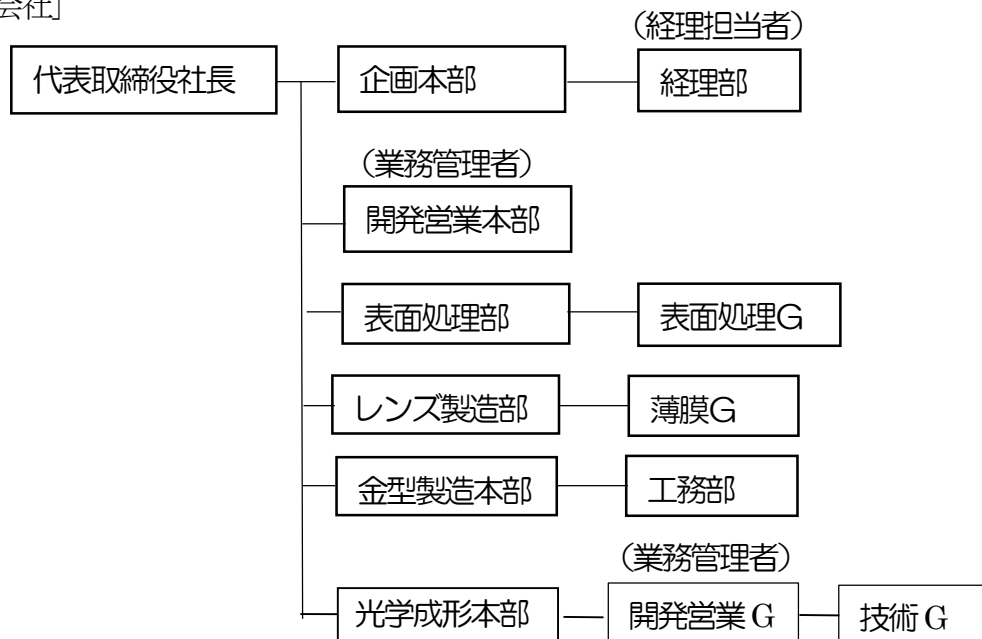 会社］
（経理担当者）
代表取締役社長 企画本部 経理部
（業務管理者）
開発営業本部
表面処理部 表面処理G
レンズ製造部 薄膜G
金型製造本部 工務部
（業務管理者）
光学成形本部 開発営業G 技術G